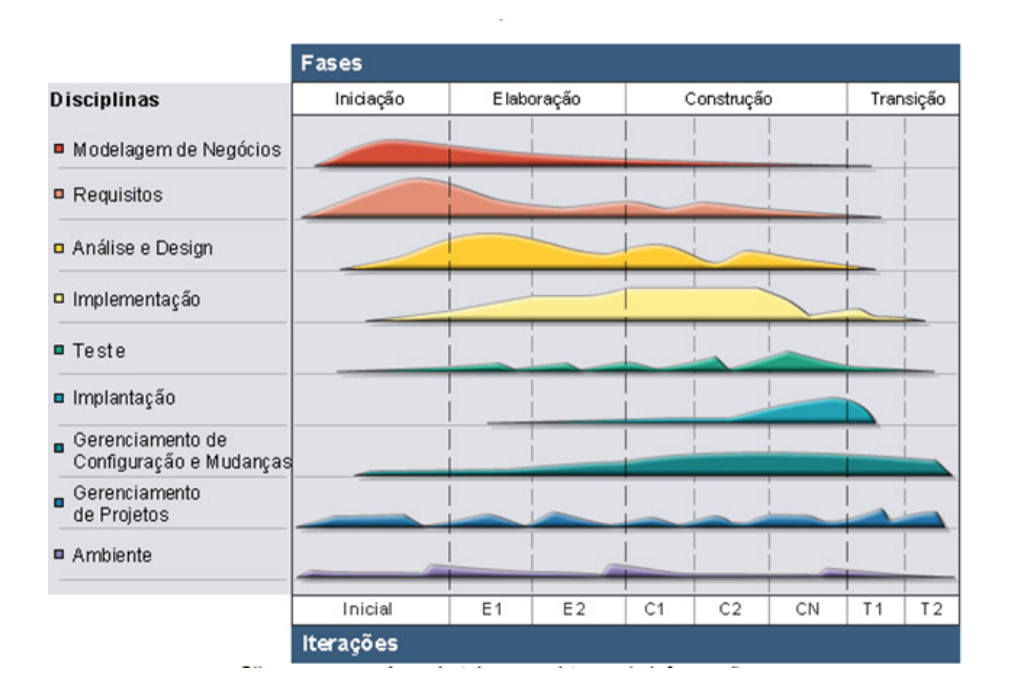 Fases
Disciplinas
Iniciação
Elaboração
Construção
Transição
Modelagem de Negócios
Requisitos
Análise e Design
Implementação
Teste
Implantação
Gerenciamento de
Configuração e Mudanças
Gerenciamento
de Projetos
Ambiente
Inicial
E1
E2
C1
C2
CN
T1
T2
Iterações